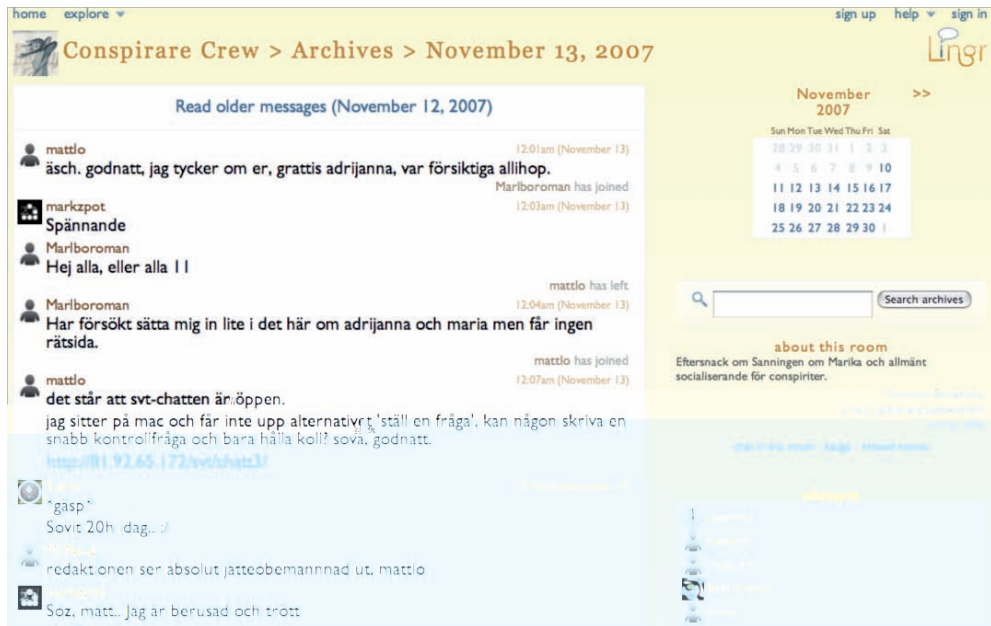 home explore sign up help sign in
Conspirare Crew > Archives > November 13, 2007
Lingr
Read older messages (November 12, 2007)
mattlo 12:01am (November 13)
äsch. godnatt, jag tycker om er, grattis adrijanna, var försiktiga allihop.
Marlboroman has joined
markzpot 12:03am (November 13)
Spännande
Marlboroman
Hej alla, eller alla 11
mattlo has left
Marlboroman 12:04am (November 13)
Har försökt sätta mig in lite i det här om adrijanna och maria men får ingen
rätsida.
mattlo has joined
mattlo 12:07am (November 13)
det står att svt-chatten är öppen.
jag sitter på mac och får inte upp alternativet 'ställ en fråga'. kan någon skriva en
snabb kontrollfråga och bara hålla koll? sova, godnatt.
http://81.92.65.172/svt/chatt3/
*gäsp*
Sovit 20h idag.. :/
redaktionen ser absolut jätteobemannnad ut, mattlo
Soz, matt.. Jag är berusad och trött
November >>
2007
Sun Mon Tue Wed Thu Fri Sat
28 29 30 31 1 2 3
4 5 6 7 8 9 10
11 12 13 14 15 16 17
18 19 20 21 22 23 24
25 26 27 28 29 30 1
Search archives
about this room
Eftersnack om Sanningen om Marika och allmänt
socialiserande för conspiriter.